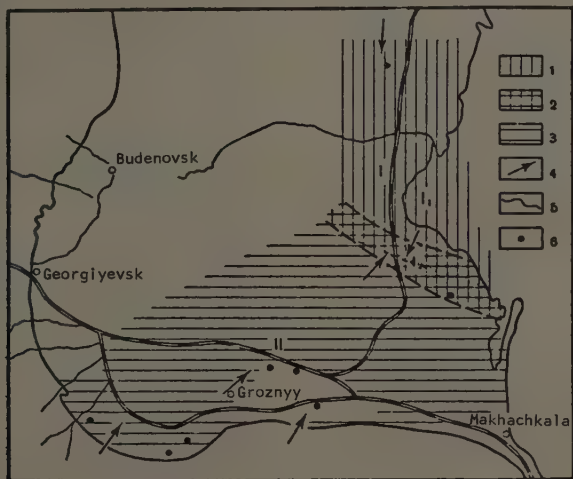 1
2
3
4
5
6
Budenovsk
I
I₁
Georgiyevsk
II
Groznyy
Makhachkala